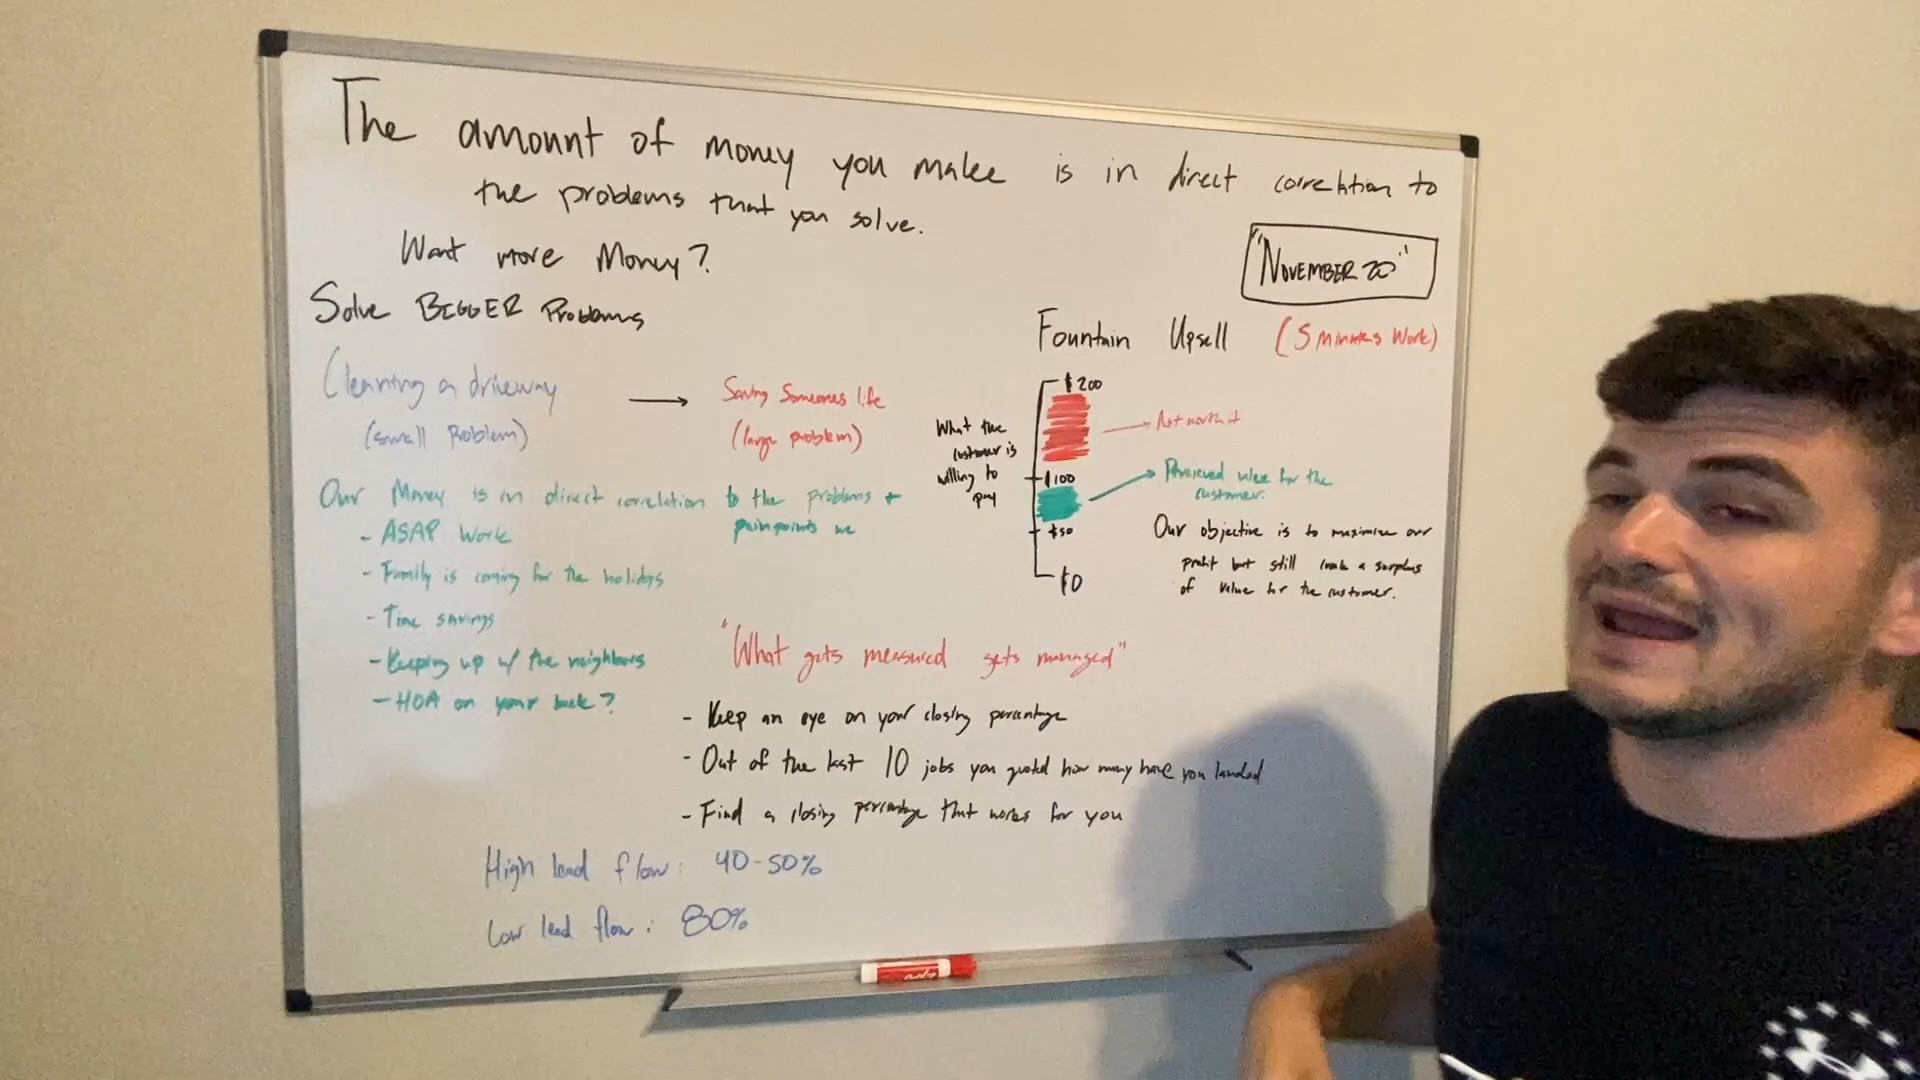 The amount of money you make is in direct correlation to
the problems that you solve.
Want more Money?
"NOVEMBER 20"
Solve BIGGER Problems
Cleaning a driveway
(small Problem)
Saving Someones life
(large problem)
Our Money is in direct correlation to the problems +
painpoints we
- ASAP Work
- Family is coming for the holidys
- Time savings
- Keeping up w/ the neighbors
- HOA on your back?
Fountain Upsell (5 minutes Work)
What the
customer is
willing to
pay
$200
$100
$50
$0
Not worth it
Percieved value for the
customer.
Our objective is to maximize our
profit but still create a surplus
of value for the customer.
"What gets measured gets managed"
- Keep an eye on your closing percentage
- Out of the last 10 jobs you quoted how many have you landed
- Find a closing percentage that works for you
High lead flow: 40-50%
Low lead flow: 80%